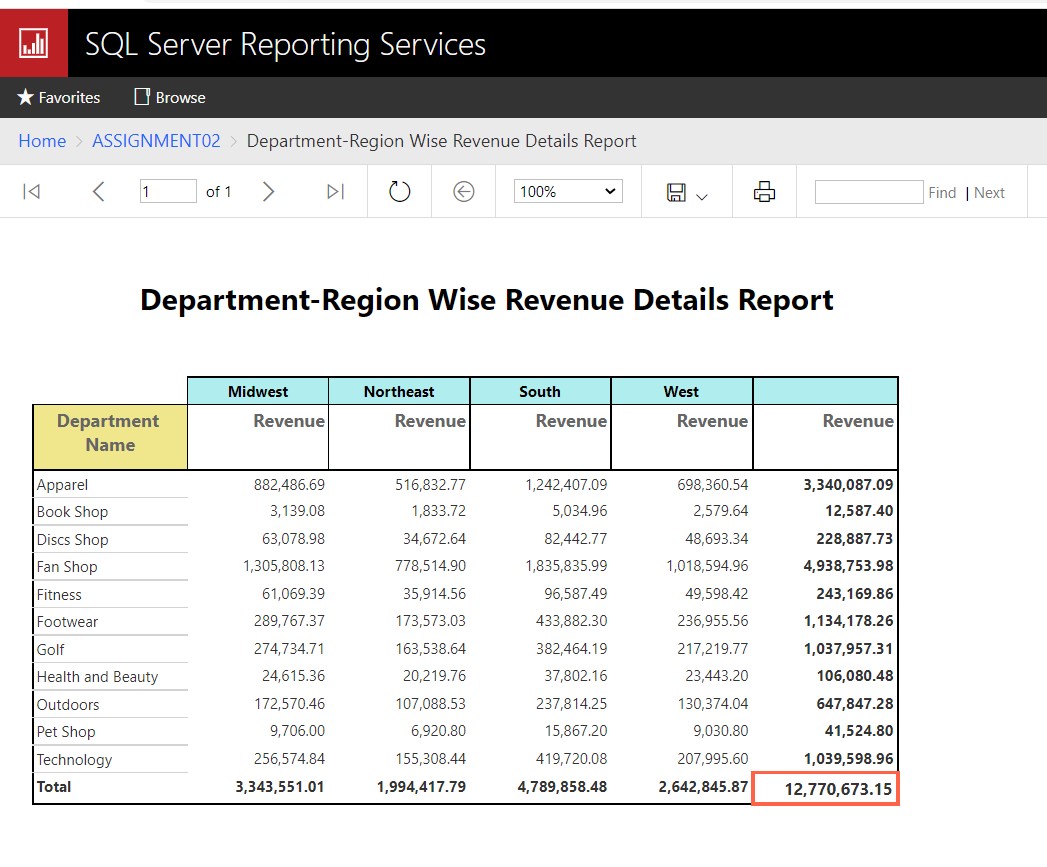 SQL Server Reporting Services
Favorites Browse
Home > ASSIGNMENT02 > Department-Region Wise Revenue Details Report
1 of 1 100% Find | Next
Department-Region Wise Revenue Details Report
Midwest Northeast South West
Department Name Revenue Revenue Revenue Revenue Revenue
Apparel 882,486.69 516,832.77 1,242,407.09 698,360.54 3,340,087.09
Book Shop 3,139.08 1,833.72 5,034.96 2,579.64 12,587.40
Discs Shop 63,078.98 34,672.64 82,442.77 48,693.34 228,887.73
Fan Shop 1,305,808.13 778,514.90 1,835,835.99 1,018,594.96 4,938,753.98
Fitness 61,069.39 35,914.56 96,587.49 49,598.42 243,169.86
Footwear 289,767.37 173,573.03 433,882.30 236,955.56 1,134,178.26
Golf 274,734.71 163,538.64 382,464.19 217,219.77 1,037,957.31
Health and Beauty 24,615.36 20,219.76 37,802.16 23,443.20 106,080.48
Outdoors 172,570.46 107,088.53 237,814.25 130,374.04 647,847.28
Pet Shop 9,706.00 6,920.80 15,867.20 9,030.80 41,524.80
Technology 256,574.84 155,308.44 419,720.08 207,995.60 1,039,598.96
Total 3,343,551.01 1,994,417.79 4,789,858.48 2,642,845.87 12,770,673.15